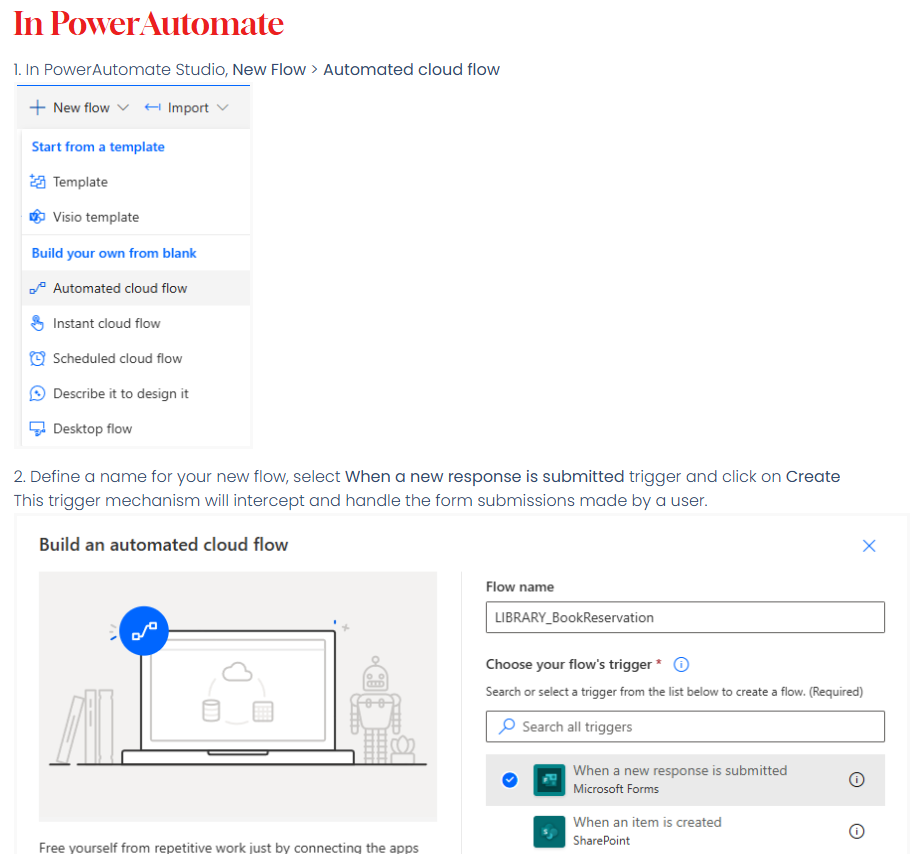 In PowerAutomate
1. In PowerAutomate Studio, New Flow > Automated cloud flow
New flow Import
Start from a template
Template
Visio template
Build your own from blank
Automated cloud flow
Instant cloud flow
Scheduled cloud flow
Describe it to design it
Desktop flow
2. Define a name for your new flow, select When a new response is submitted trigger and click on Create
This trigger mechanism will intercept and handle the form submissions made by a user.
Build an automated cloud flow
Flow name
LIBRARY_BookReservation
Choose your flow's trigger *
Search or select a trigger from the list below to create a flow. (Required)
Search all triggers
When a new response is submitted
Microsoft Forms
When an item is created
SharePoint
Free yourself from repetitive work just by connecting the apps